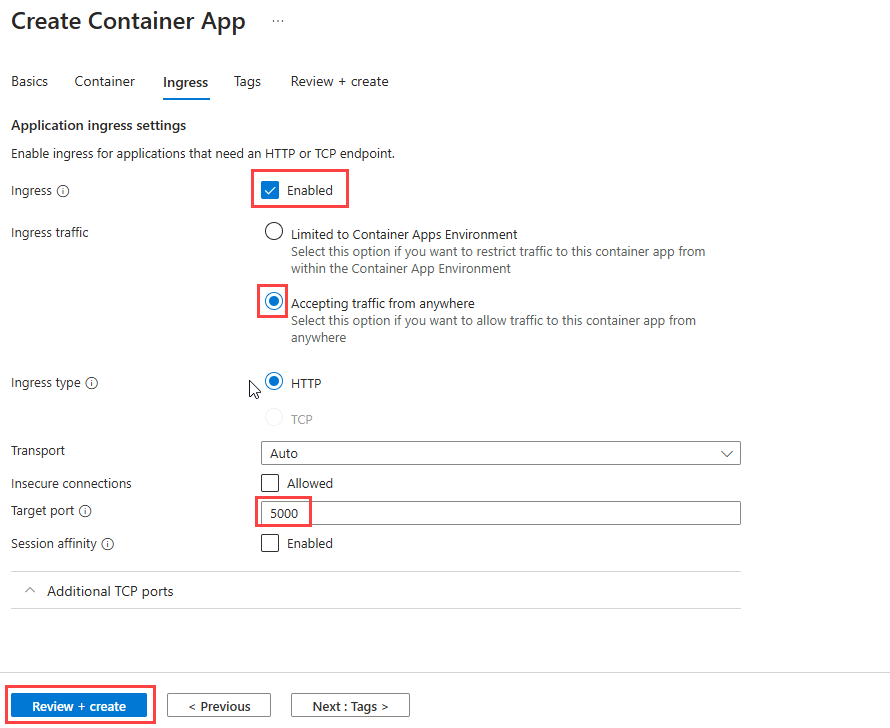 Create Container App ...
Basics Container Ingress Tags Review + create
Application ingress settings
Enable ingress for applications that need an HTTP or TCP endpoint.
Ingress Enabled
Ingress traffic Limited to Container Apps Environment
Select this option if you want to restrict traffic to this container app from
within the Container App Environment
Accepting traffic from anywhere
Select this option if you want to allow traffic to this container app from
anywhere
Ingress type HTTP
TCP
Transport Auto
Insecure connections Allowed
Target port 5000
Session affinity Enabled
Additional TCP ports
Review + create < Previous Next : Tags >